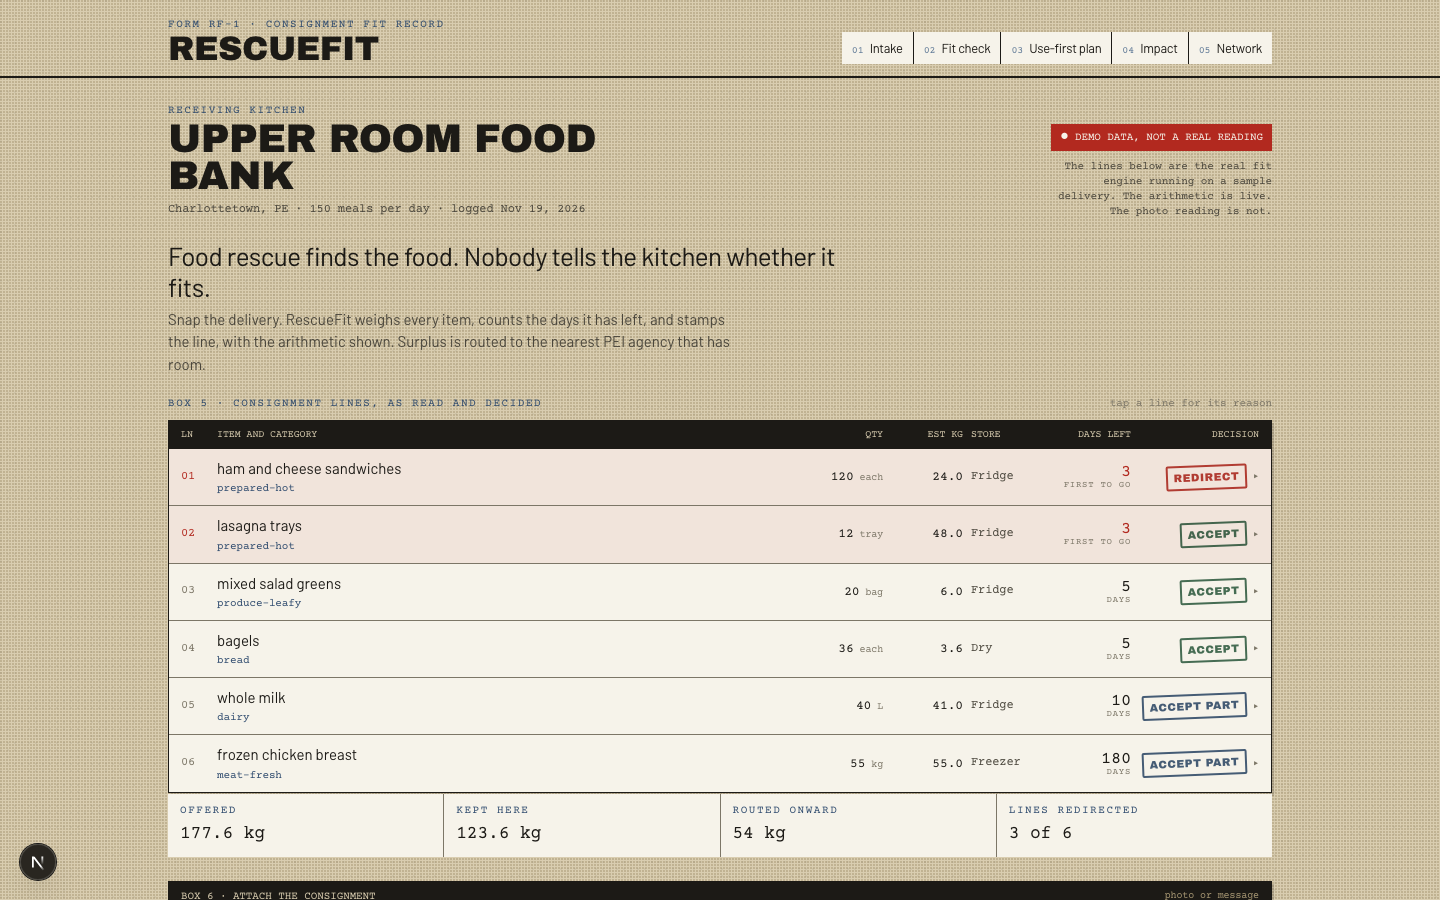 FORM RF-1 · CONSIGNMENT FIT RECORD
RESCUEFIT
01 Intake 02 Fit check 03 Use-first plan 04 Impact 05 Network
RECEIVING KITCHEN
UPPER ROOM FOOD
BANK
Charlottetown, PE · 150 meals per day · logged Nov 19, 2026
● DEMO DATA, NOT A REAL READING
The lines below are the real fit
engine running on a sample
delivery. The arithmetic is live.
The photo reading is not.
Food rescue finds the food. Nobody tells the kitchen whether it
fits.
Snap the delivery. RescueFit weighs every item, counts the days it has left, and stamps
the line, with the arithmetic shown. Surplus is routed to the nearest PEI agency that has
room.
BOX 5 · CONSIGNMENT LINES, AS READ AND DECIDED tap a line for its reason
LN ITEM AND CATEGORY QTY EST KG STORE DAYS LEFT DECISION
01 ham and cheese sandwiches 120 each 24.0 Fridge 3 REDIRECT ▸
prepared-hot FIRST TO GO
02 lasagna trays 12 tray 48.0 Fridge 3 ACCEPT ▸
prepared-hot FIRST TO GO
03 mixed salad greens 20 bag 6.0 Fridge 5 ACCEPT ▸
produce-leafy DAYS
04 bagels 36 each 3.6 Dry 5 ACCEPT ▸
bread DAYS
05 whole milk 40 L 41.0 Fridge 10 ACCEPT PART ▸
dairy DAYS
06 frozen chicken breast 55 kg 55.0 Freezer 180 ACCEPT PART ▸
meat-fresh DAYS
OFFERED KEPT HERE ROUTED ONWARD LINES REDIRECTED
177.6 kg 123.6 kg 54 kg 3 of 6
N
BOX 6 · ATTACH THE CONSIGNMENT photo or message